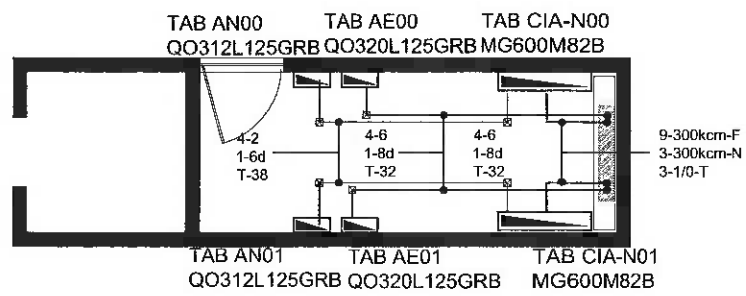 TAB AN00
QO312L125GRB
TAB AE00
QO320L125GRB
TAB CIA-N00
MG600M82B
4-2
1-6d
T-38
4-6
1-8d
T-32
4-6
1-8d
T-32
9-300kcm-F
3-300kcm-N
3-1/0-T
TAB AN01
QO312L125GRB
TAB AE01
QO320L125GRB
TAB CIA-N01
MG600M82B